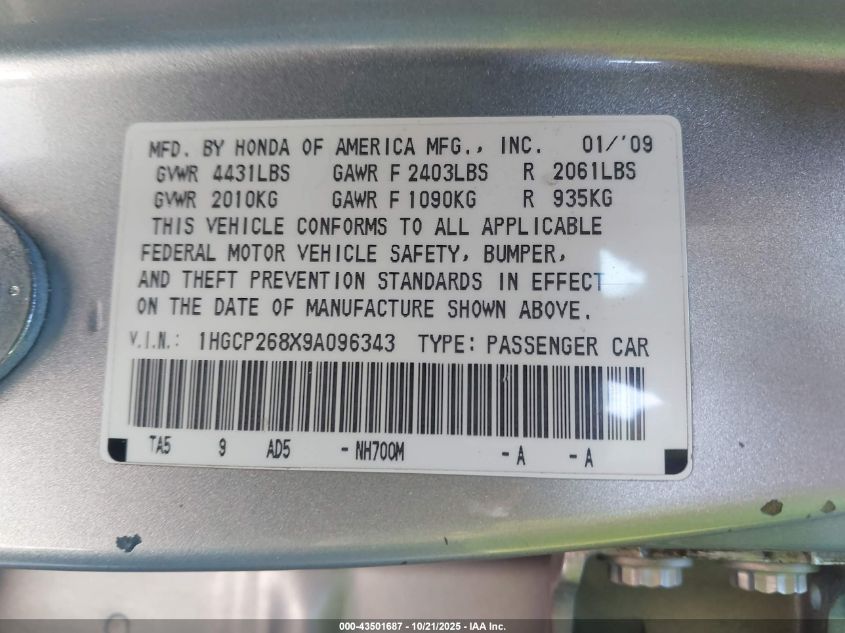 MFD. BY HONDA OF AMERICA MFG., INC. 01/'09
GVWR 4431LBS GAWR F 2403LBS R 2061LBS
GVWR 2010KG GAWR F 1090KG R 935KG
THIS VEHICLE CONFORMS TO ALL APPLICABLE
FEDERAL MOTOR VEHICLE SAFETY, BUMPER,
AND THEFT PREVENTION STANDARDS IN EFFECT
ON THE DATE OF MANUFACTURE SHOWN ABOVE.
V.I.N.: 1HGCP268X9A096343 TYPE: PASSENGER CAR
TA5 9 AD5 -NH700M -A -A
000-43501687 - 10/21/2025 - IAA Inc.